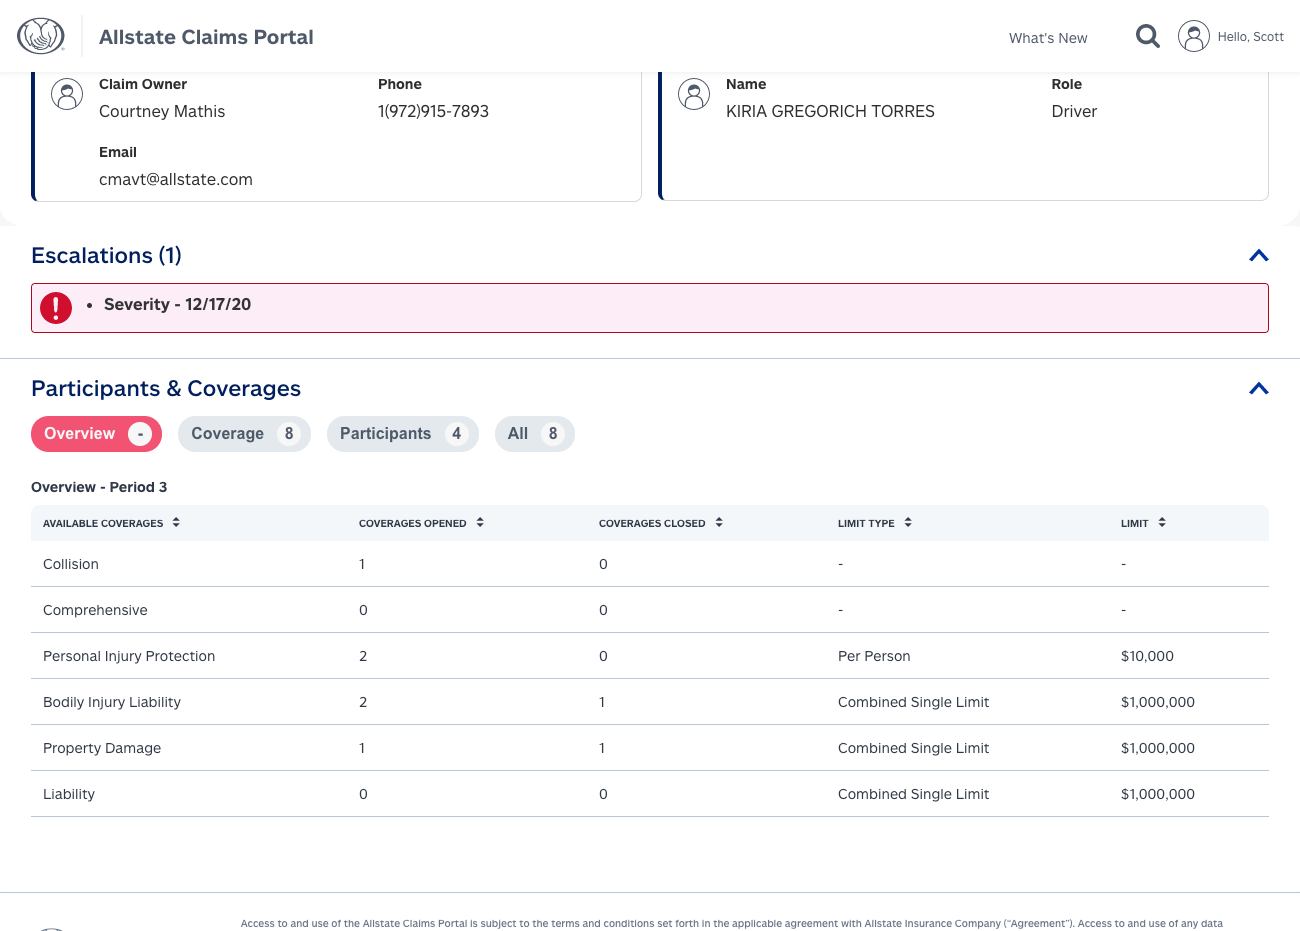 Allstate Claims Portal
What's New
Hello, Scott
Claim Owner
Courtney Mathis
Phone
1(972)915-7893
Email
cmavt@allstate.com
Name
KIRIA GREGORICH TORRES
Role
Driver
Escalations (1)
• Severity - 12/17/20
Participants & Coverages
Overview -
Coverage 8
Participants 4
All 8
Overview - Period 3
AVAILABLE COVERAGES COVERAGES OPENED COVERAGES CLOSED LIMIT TYPE LIMIT
Collision 1 0 - -
Comprehensive 0 0 - -
Personal Injury Protection 2 0 Per Person $10,000
Bodily Injury Liability 2 1 Combined Single Limit $1,000,000
Property Damage 1 1 Combined Single Limit $1,000,000
Liability 0 0 Combined Single Limit $1,000,000
Access to and use of the Allstate Claims Portal is subject to the terms and conditions set forth in the applicable agreement with Allstate Insurance Company ("Agreement"). Access to and use of any data